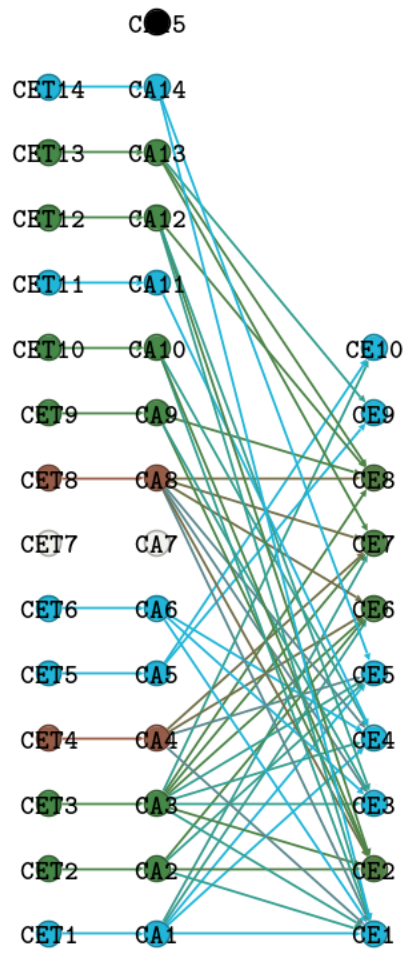 CA15
CET14 CA14
CET13 CA13
CET12 CA12
CET11 CA11
CET10 CA10 CE10
CET9 CA9 CE9
CET8 CA8 CE8
CET7 CA7 CE7
CET6 CA6 CE6
CET5 CA5 CE5
CET4 CA4 CE4
CET3 CA3 CE3
CET2 CA2 CE2
CET1 CA1 CE1